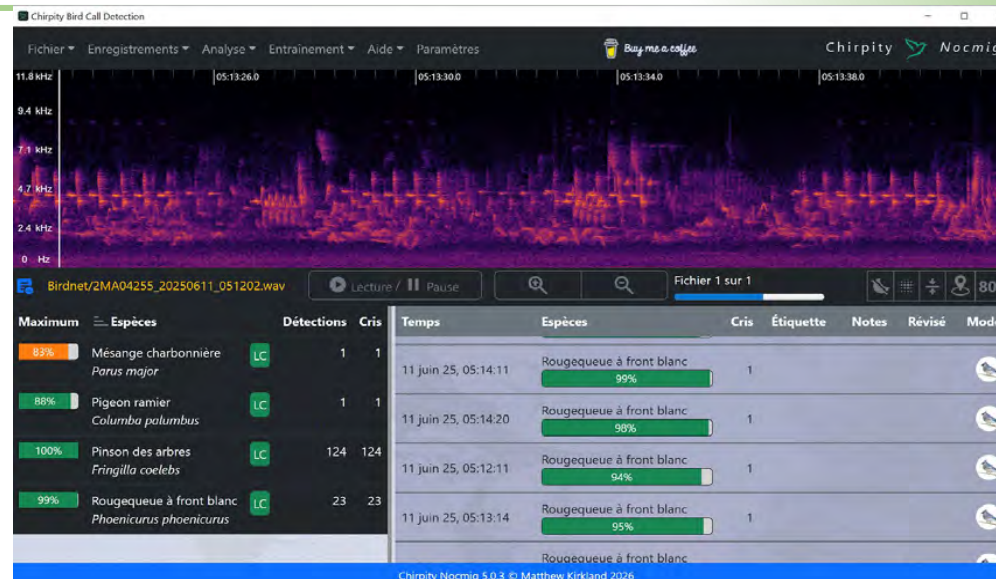 Chirpity Bird Call Detection
Fichier Enregistrements Analyse Entraînement Aide Paramètres Buy me a coffee Chirpity Nocmig
11.8 kHz 05:13:26.0 05:13:30.0 05:13:34.0 05:13:38.0
9.4 kHz
7.1 kHz
4.7 kHz
2.4 kHz
0 Hz
Birdnet/2MA04255_20250611_051202.wav Lecture / Pause Fichier 1 sur 1 80
Maximum Espèces Détections Cris
83% Mésange charbonnière LC 1 1
Parus major
88% Pigeon ramier LC 1 1
Columba palumbus
100% Pinson des arbres LC 124 124
Fringilla coelebs
99% Rougequeue à front blanc LC 23 23
Phoenicurus phoenicurus
Temps Espèces Cris Étiquette Notes Révisé
11 juin 25, 05:14:11 Rougequeue à front blanc 1
99%
11 juin 25, 05:14:20 Rougequeue à front blanc 1
98%
11 juin 25, 05:12:11 Rougequeue à front blanc 1
94%
11 juin 25, 05:13:14 Rougequeue à front blanc 1
95%
Rougequeue à front blanc
Chirpity Nocmig 5.0.3 © Matthew Kirkland 2026